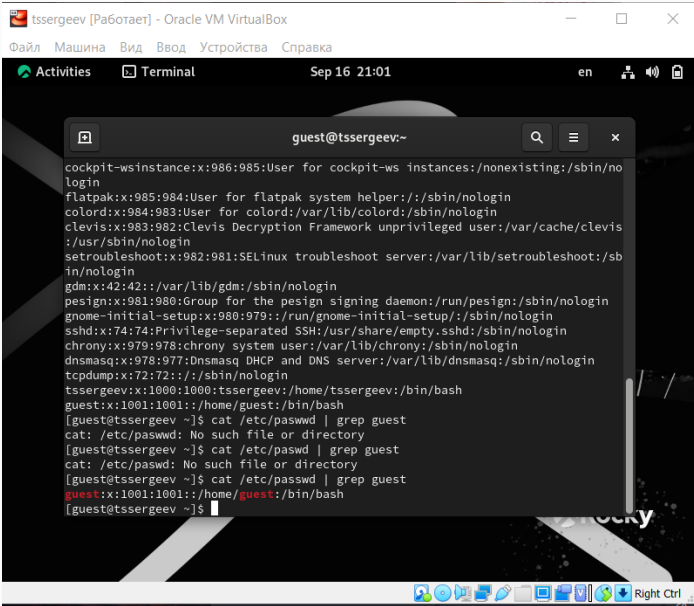 tssergeev [Работает] - Oracle VM VirtualBox
Файл Машина Вид Ввод Устройства Справка
Activities Terminal Sep 16 21:01 en
guest@tssergeev:~
cockpit-wsinstance:x:986:985:User for cockpit-ws instances:/nonexisting:/sbin/no
login
flatpak:x:985:984:User for flatpak system helper:/:/sbin/nologin
colord:x:984:983:User for colord:/var/lib/colord:/sbin/nologin
clevis:x:983:982:Clevis Decryption Framework unprivileged user:/var/cache/clevis
:/usr/sbin/nologin
setroubleshoot:x:982:981:SELinux troubleshoot server:/var/lib/setroubleshoot:/sb
in/nologin
gdm:x:42:42::/var/lib/gdm:/sbin/nologin
pesign:x:981:980:Group for the pesign signing daemon:/run/pesign:/sbin/nologin
gnome-initial-setup:x:980:979::/run/gnome-initial-setup/:/sbin/nologin
sshd:x:74:74:Privilege-separated SSH:/usr/share/empty.sshd:/sbin/nologin
chrony:x:979:978:chrony system user:/var/lib/chrony:/sbin/nologin
dnsmasq:x:978:977:Dnsmasq DHCP and DNS server:/var/lib/dnsmasq:/sbin/nologin
tcpdump:x:72:72::/:/sbin/nologin
tssergeev:x:1000:1000:tssergeev:/home/tssergeev:/bin/bash
guest:x:1001:1001::/home/guest:/bin/bash
[guest@tssergeev ~]$ cat /etc/paswwd | grep guest
cat: /etc/paswwd: No such file or directory
[guest@tssergeev ~]$ cat /etc/paswd | grep guest
cat: /etc/paswd: No such file or directory
[guest@tssergeev ~]$ cat /etc/passwd | grep guest
guest:x:1001:1001::/home/guest:/bin/bash
[guest@tssergeev ~]$
Rocky
Right Ctrl